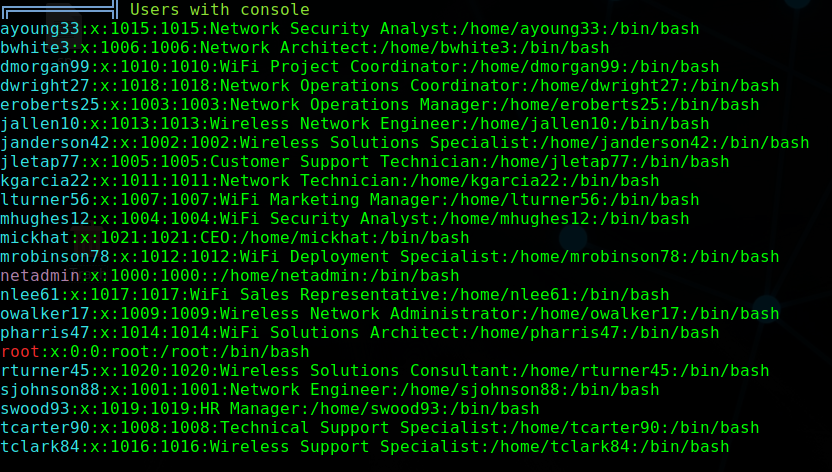 ╔══════════╣ Users with console
ayoung33:x:1015:1015:Network Security Analyst:/home/ayoung33:/bin/bash
bwhite3:x:1006:1006:Network Architect:/home/bwhite3:/bin/bash
dmorgan99:x:1010:1010:WiFi Project Coordinator:/home/dmorgan99:/bin/bash
dwright27:x:1018:1018:Network Operations Coordinator:/home/dwright27:/bin/bash
eroberts25:x:1003:1003:Network Operations Manager:/home/eroberts25:/bin/bash
jallen10:x:1013:1013:Wireless Network Engineer:/home/jallen10:/bin/bash
janderson42:x:1002:1002:Wireless Solutions Specialist:/home/janderson42:/bin/bash
jletap77:x:1005:1005:Customer Support Technician:/home/jletap77:/bin/bash
kgarcia22:x:1011:1011:Network Technician:/home/kgarcia22:/bin/bash
lturner56:x:1007:1007:WiFi Marketing Manager:/home/lturner56:/bin/bash
mhughes12:x:1004:1004:WiFi Security Analyst:/home/mhughes12:/bin/bash
mickhat:x:1021:1021:CEO:/home/mickhat:/bin/bash
mrobinson78:x:1012:1012:WiFi Deployment Specialist:/home/mrobinson78:/bin/bash
netadmin:x:1000:1000::/home/netadmin:/bin/bash
nlee61:x:1017:1017:WiFi Sales Representative:/home/nlee61:/bin/bash
owalker17:x:1009:1009:Wireless Network Administrator:/home/owalker17:/bin/bash
pharris47:x:1014:1014:WiFi Solutions Architect:/home/pharris47:/bin/bash
root:x:0:0:root:/root:/bin/bash
rturner45:x:1020:1020:Wireless Solutions Consultant:/home/rturner45:/bin/bash
sjohnson88:x:1001:1001:Network Engineer:/home/sjohnson88:/bin/bash
swood93:x:1019:1019:HR Manager:/home/swood93:/bin/bash
tcarter90:x:1008:1008:Technical Support Specialist:/home/tcarter90:/bin/bash
tclark84:x:1016:1016:Wireless Support Specialist:/home/tclark84:/bin/bash